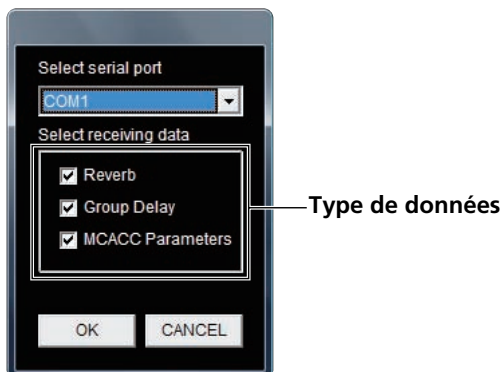 Select serial port
COM1
Select receiving data
Reverb
Group Delay
Type de données
MCACC Parameters
OK CANCEL